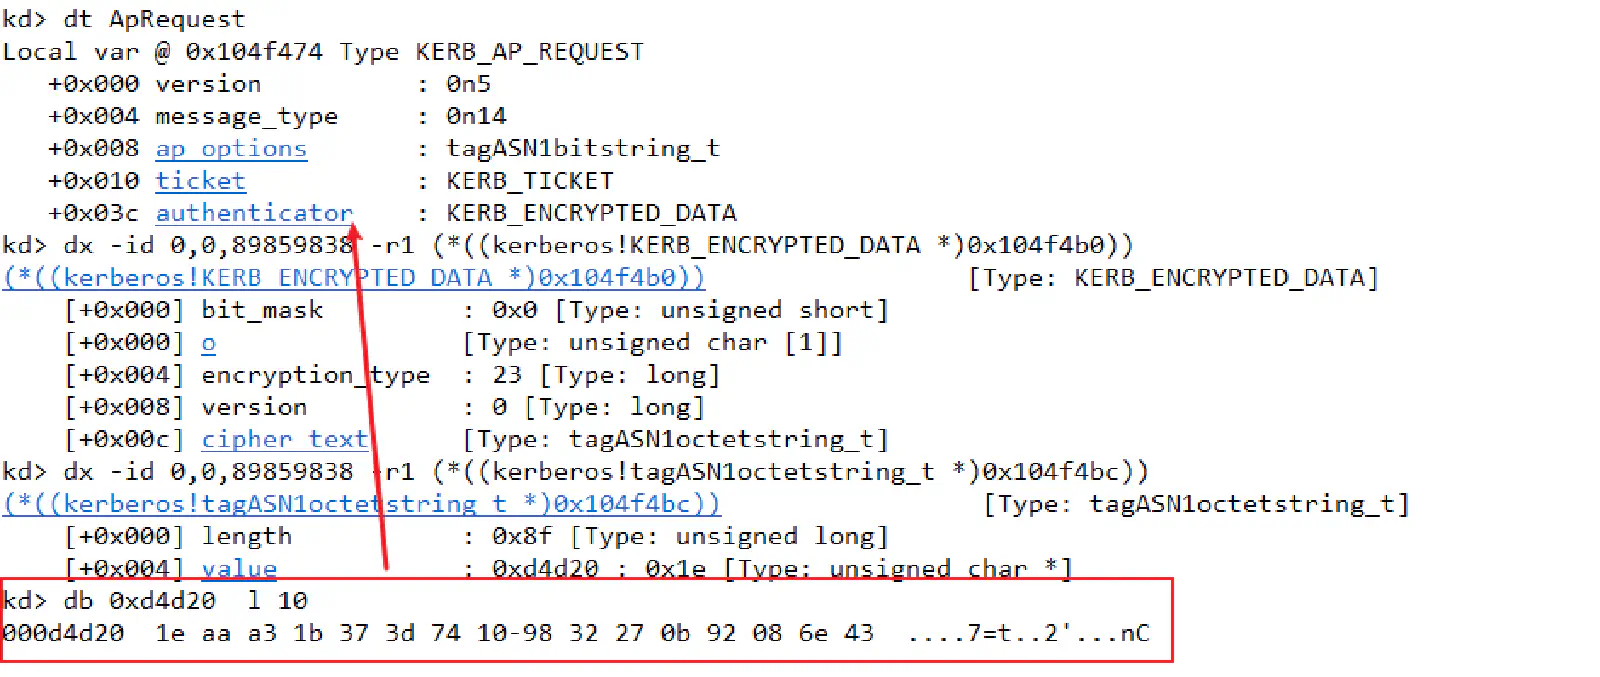 kd> dt ApRequest
Local var @ 0x104f474 Type KERB_AP_REQUEST
   +0x000 version          : 0n5
   +0x004 message_type     : 0n14
   +0x008 ap_options       : tagASN1bitstring_t
   +0x010 ticket           : KERB_TICKET
   +0x03c authenticator    : KERB_ENCRYPTED_DATA
kd> dx -id 0,0,89859838 -r1 (*((kerberos!KERB_ENCRYPTED_DATA *)0x104f4b0))
(*((kerberos!KERB_ENCRYPTED_DATA *)0x104f4b0))                 [Type: KERB_ENCRYPTED_DATA]
    [+0x000] bit_mask         : 0x0 [Type: unsigned short]
    [+0x000] o                [Type: unsigned char [1]]
    [+0x004] encryption_type  : 23 [Type: long]
    [+0x008] version          : 0 [Type: long]
    [+0x00c] cipher_text      [Type: tagASN1octetstring_t]
kd> dx -id 0,0,89859838 -r1 (*((kerberos!tagASN1octetstring_t *)0x104f4bc))
(*((kerberos!tagASN1octetstring_t *)0x104f4bc))                 [Type: tagASN1octetstring_t]
    [+0x000] length           : 0x8f [Type: unsigned long]
    [+0x004] value            : 0xd4d20 : 0x1e [Type: unsigned char *]
kd> db 0xd4d20  l 10
000d4d20  1e aa a3 1b 37 3d 74 10-98 32 27 0b 92 08 6e 43  ....7=t..2'...nC